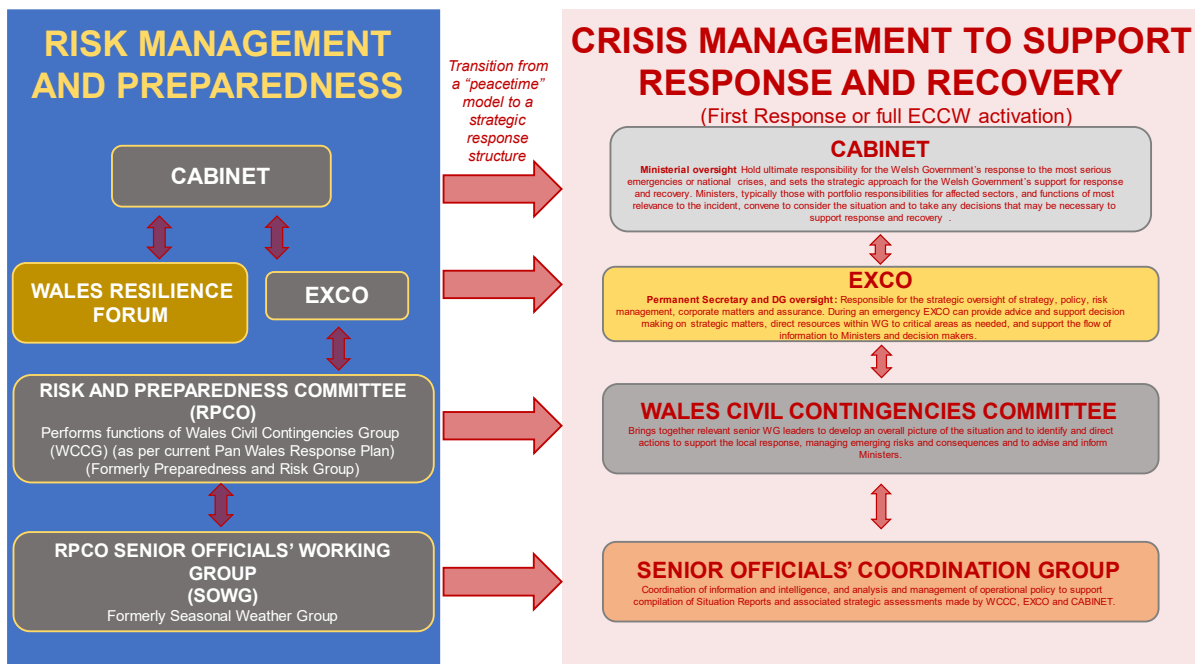 RISK MANAGEMENT
AND PREPAREDNESS
CABINET
WALES RESILIENCE
FORUM
EXCO
RISK AND PREPAREDNESS COMMITTEE
(RPCO)
Performs functions of Wales Civil Contingencies Group
(WCCG) (as per current Pan Wales Response Plan)
(Formerly Preparedness and Risk Group)
RPCO SENIOR OFFICIALS’ WORKING
GROUP
(SOWG)
Formerly Seasonal Weather Group
Transition from
a “peacetime”
model to a
strategic
response
structure
CRISIS MANAGEMENT TO SUPPORT
RESPONSE AND RECOVERY
(First Response or full ECCW activation)
CABINET
Ministerial oversight Hold ultimate responsibility for the Welsh Government’s response to the most serious
emergencies or national crises, and sets the strategic approach for the Welsh Government’s support for response
and recovery. Ministers, typically those with portfolio responsibilities for affected sectors, and functions of most
relevance to the incident, convene to consider the situation and to take any decisions that may be necessary to
support response and recovery .
EXCO
Permanent Secretary and DG oversight: Responsible for the strategic oversight of strategy, policy, risk
management, corporate matters and assurance. During an emergency EXCO can provide advice and support decision
making on strategic matters, direct resources within WG to critical areas as needed, and support the flow of
information to Ministers and decision makers.
WALES CIVIL CONTINGENCIES COMMITTEE
Brings together relevant senior WG leaders to develop an overall picture of the situation and to identify and direct
actions to support the local response, managing emerging risks and consequences and to advise and inform
Ministers.
SENIOR OFFICIALS’ COORDINATION GROUP
Coordination of information and intelligence, and analysis and management of operational policy to support
compilation of Situation Reports and associated strategic assessments made by WCCC, EXCO and CABINET.